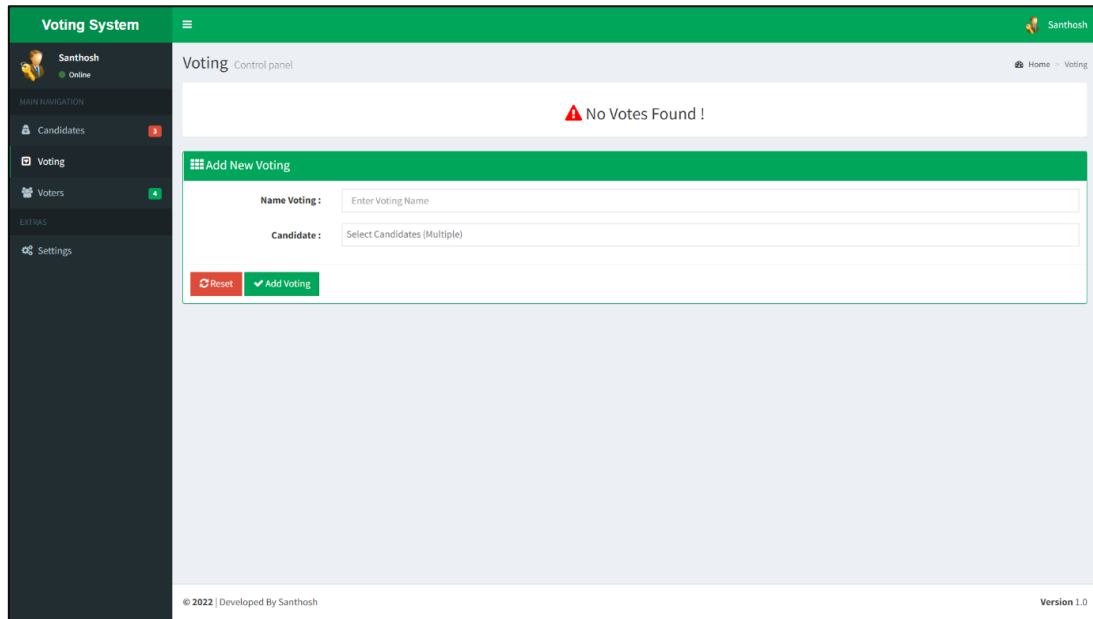 Voting System
Santhosh
Santhosh
Online
MAIN NAVIGATION
Candidates 3
Voting
Voters 4
EXTRAS
Settings
Voting Control panel
Home > Voting
No Votes Found !
Add New Voting
Name Voting : Enter Voting Name
Candidate : Select Candidates (Multiple)
Reset Add Voting
© 2022 | Developed By Santhosh
Version 1.0